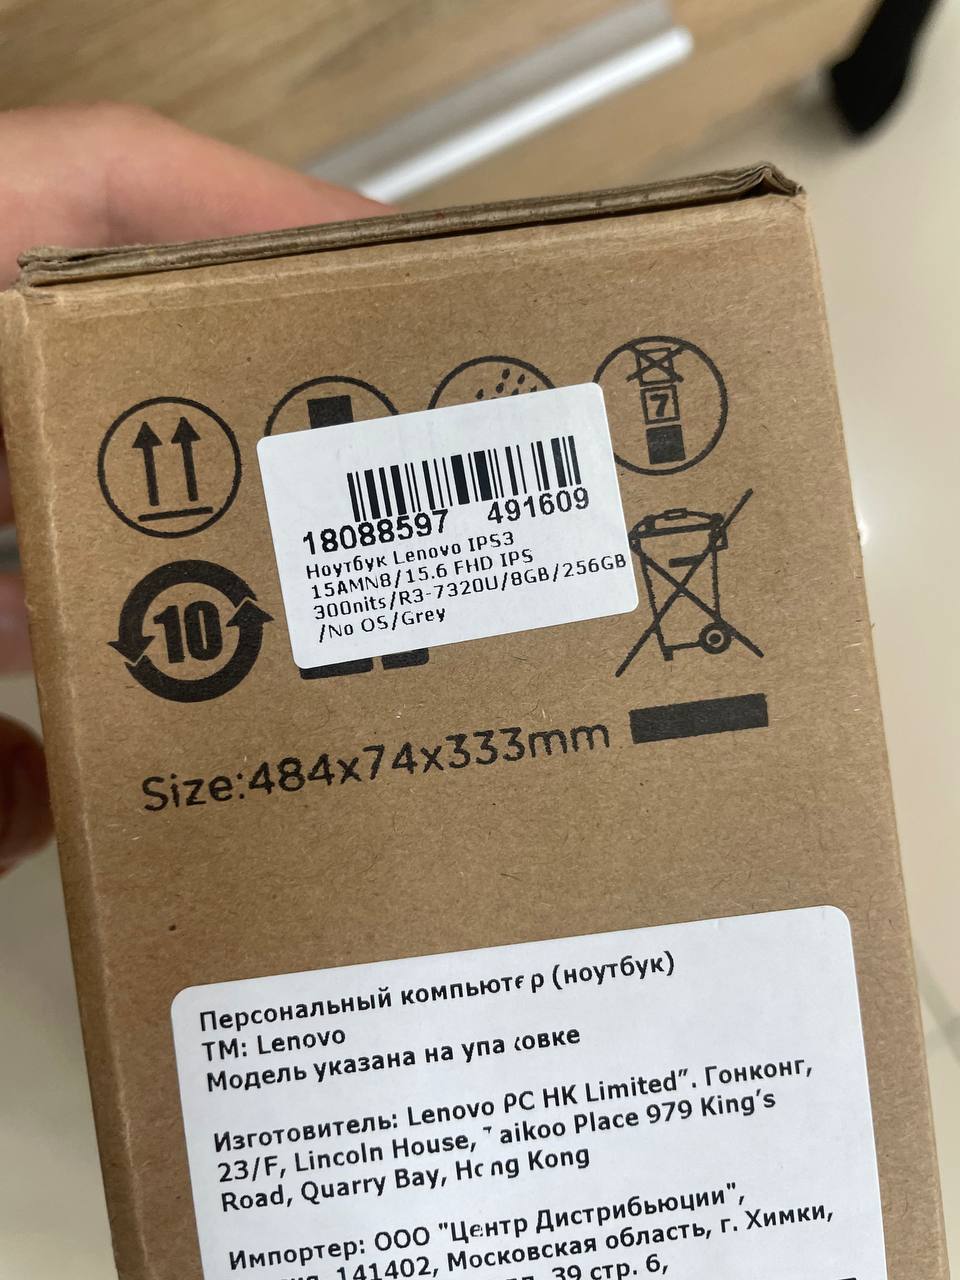 7
18088597 491609
Ноутбук Lenovo IPS3
15AMN8/15.6 FHD IPS
300nits/R3-7320U/8GB/256GB
/No OS/Grey
10
Size:484x74x333mm
Персональный компьютер (ноутбук)
ТМ: Lenovo
Модель указана на упаковке
Изготовитель: Lenovo PC HK Limited”. Гонконг,
23/F, Lincoln House, Taikoo Place 979 King’s
Road, Quarry Bay, Hong Kong
Импортер: ООО "Центр Дистрибьюции",
141402, Московская область, г. Химки,
39 стр. 6,